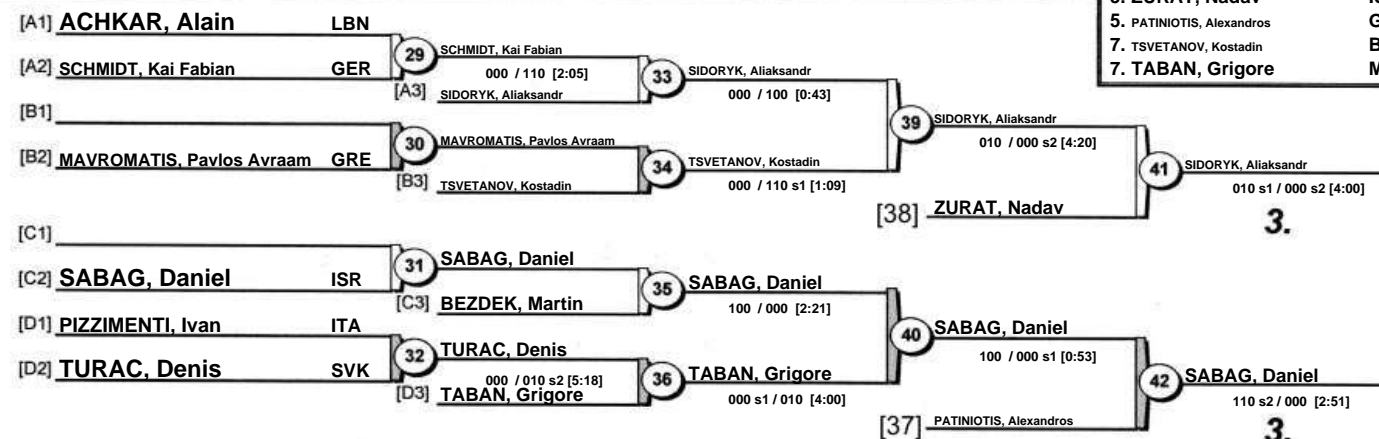 5. PATINIOTIS, Alexandros G
7. TSVETANOV, Kostadin B
7. TABAN, Grigore M
[A1] ACHKAR, Alain LBN
29
SCHMIDT, Kai Fabian
[A2] SCHMIDT, Kai Fabian GER
000 / 110 [2:05]
33
SIDORYK, Aliaksandr
[A3] SIDORYK, Aliaksandr
000 / 100 [0:43]
[B1]
39
SIDORYK, Aliaksandr
30
MAVROMATIS, Pavlos Avraam
010 / 000 s2 [4:20]
[B2] MAVROMATIS, Pavlos Avraam GRE
34
TSVETANOV, Kostadin
41
SIDORYK, Aliaksandr
[B3] TSVETANOV, Kostadin
000 / 110 s1 [1:09]
010 s1 / 000 s2 [4:00]
[38] ZURAT, Nadav
3.
[C1]
31
SABAG, Daniel
[C2] SABAG, Daniel ISR
35
SABAG, Daniel
[C3] BEZDEK, Martin
100 / 000 [2:21]
[D1] PIZZIMENTI, Ivan ITA
40
SABAG, Daniel
32
TURAC, Denis
100 / 000 s1 [0:53]
[D2] TURAC, Denis SVK
000 / 010 s2 [5:18]
36
TABAN, Grigore
42
SABAG, Daniel
[D3] TABAN, Grigore
000 s1 / 010 [4:00]
110 s2 / 000 [2:51]
[37] PATINIOTIS, Alexandros
3.